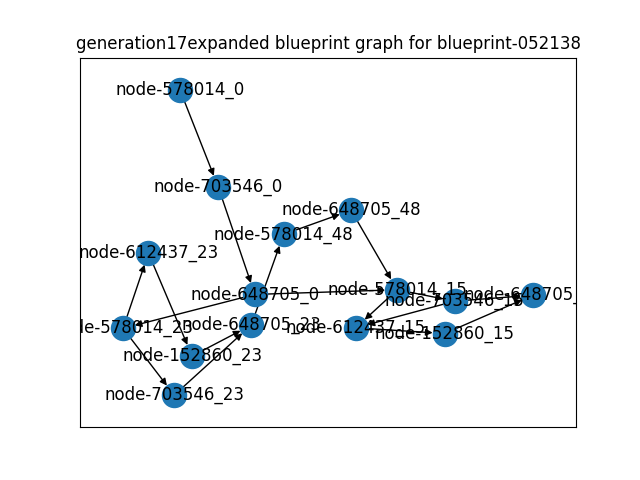 generation17expanded blueprint graph for blueprint-052138
node-578014_0
node-703546_0
node-648705_48
node-578014_48
node-612437_23
node-578014_15
node-648705_0
node-703546_15
node-648705_
le-578014_23
node-648705_23
node-612437_15
node-152860_15
node-152860_23
node-703546_23